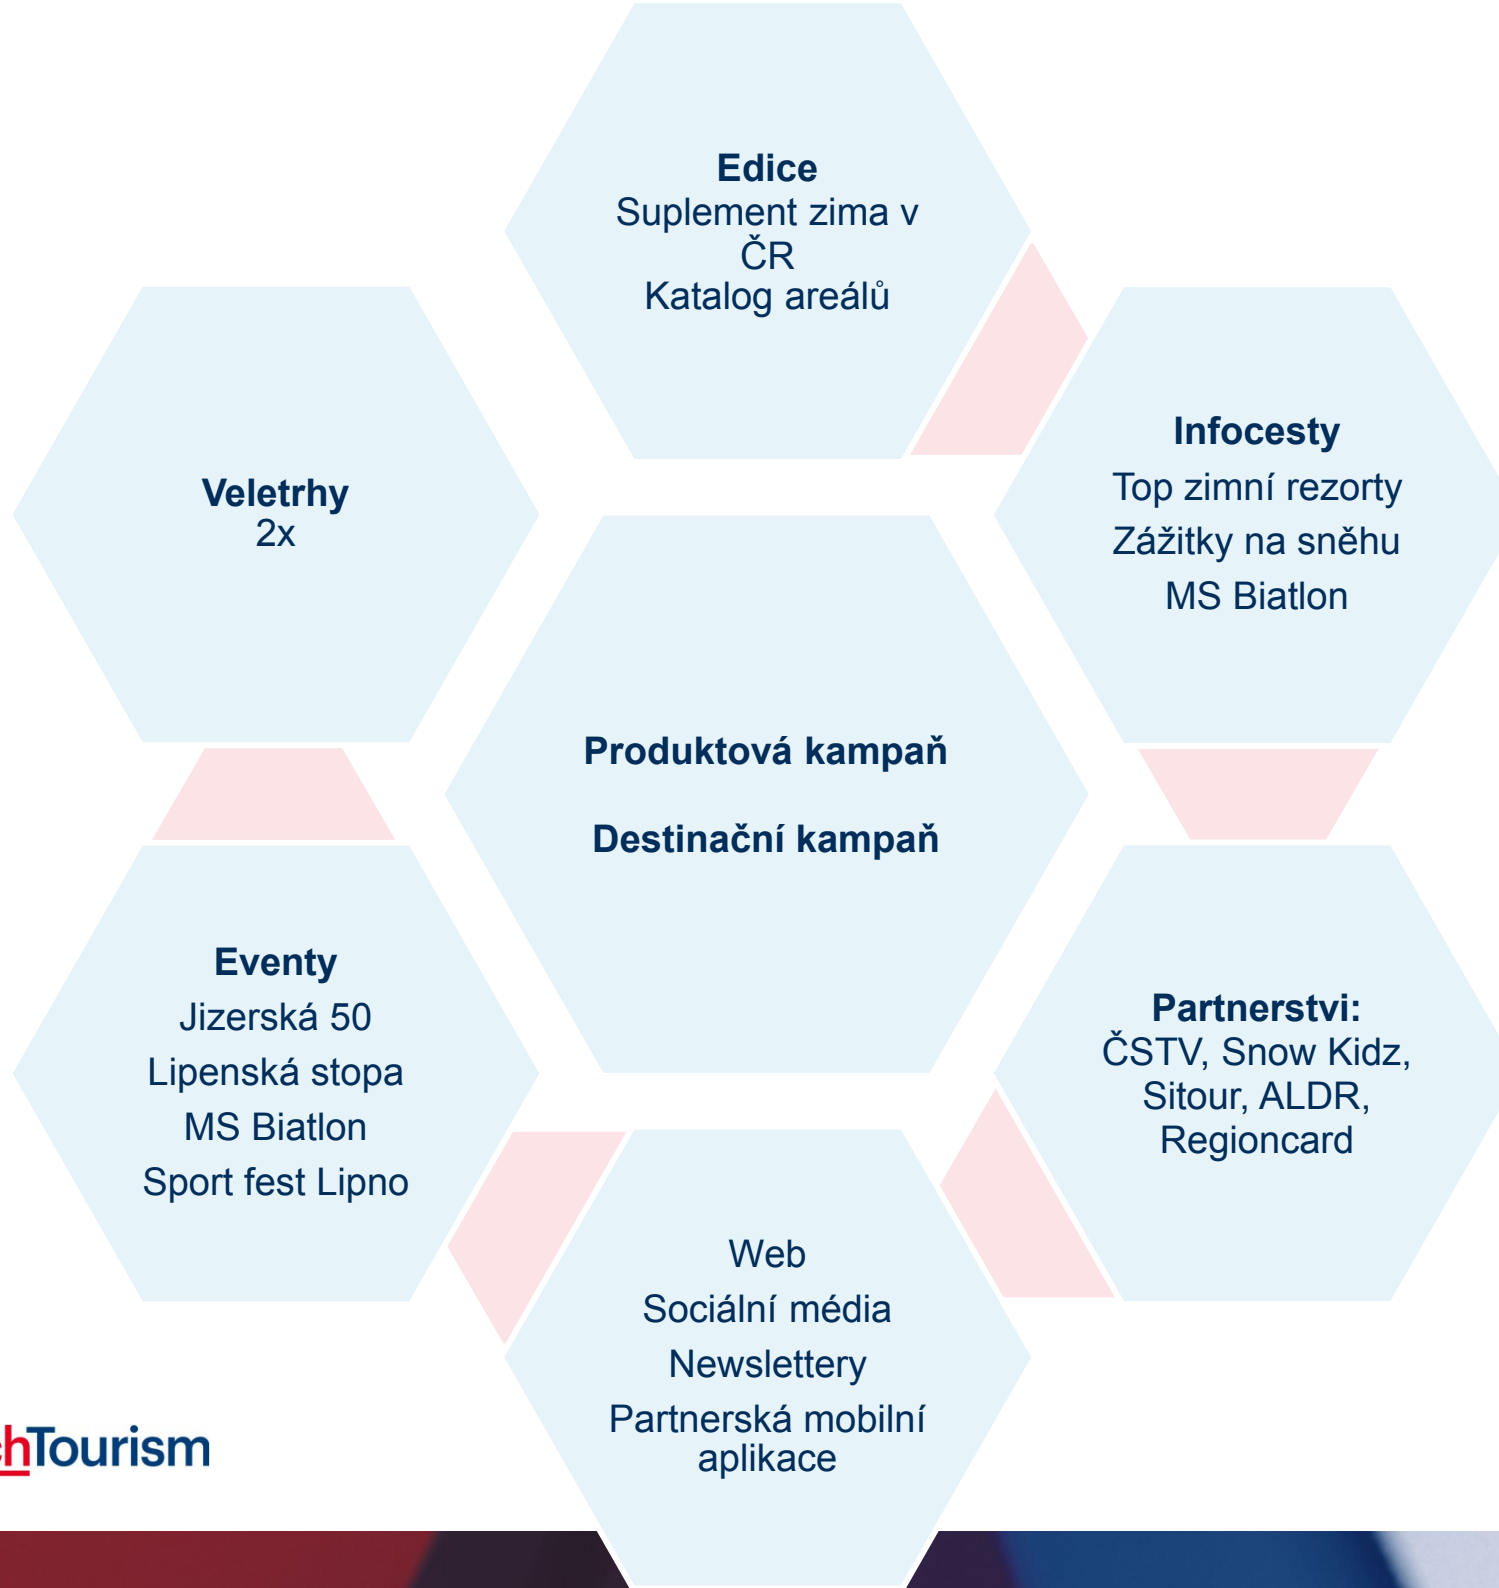 Edice
Suplement zima v
ČR
Katalog areálů
Infocesty
Top zimní rezorty
Zážitky na sněhu
MS Biatlon
Veletrhy
2x
Produktová kampaň
Destinační kampaň
Eventy
Jizerská 50
Lipenská stopa
MS Biatlon
Sport fest Lipno
Partnerstvi:
ČSTV, Snow Kidz,
Sitour, ALDR,
Regioncard
Web
Sociální média
Newslettery
Partnerská mobilní
aplikace
hTourism